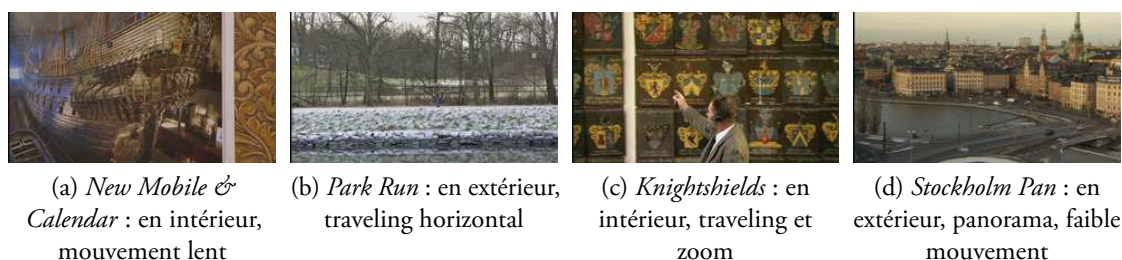 (a) New Mobile &
Calendar : en intérieur,
mouvement lent
(b) Park Run : en extérieur,
traveling horizontal
(c) Knightshields : en
intérieur, traveling et
zoom
(d) Stockholm Pan : en
extérieur, panorama, faible
mouvement